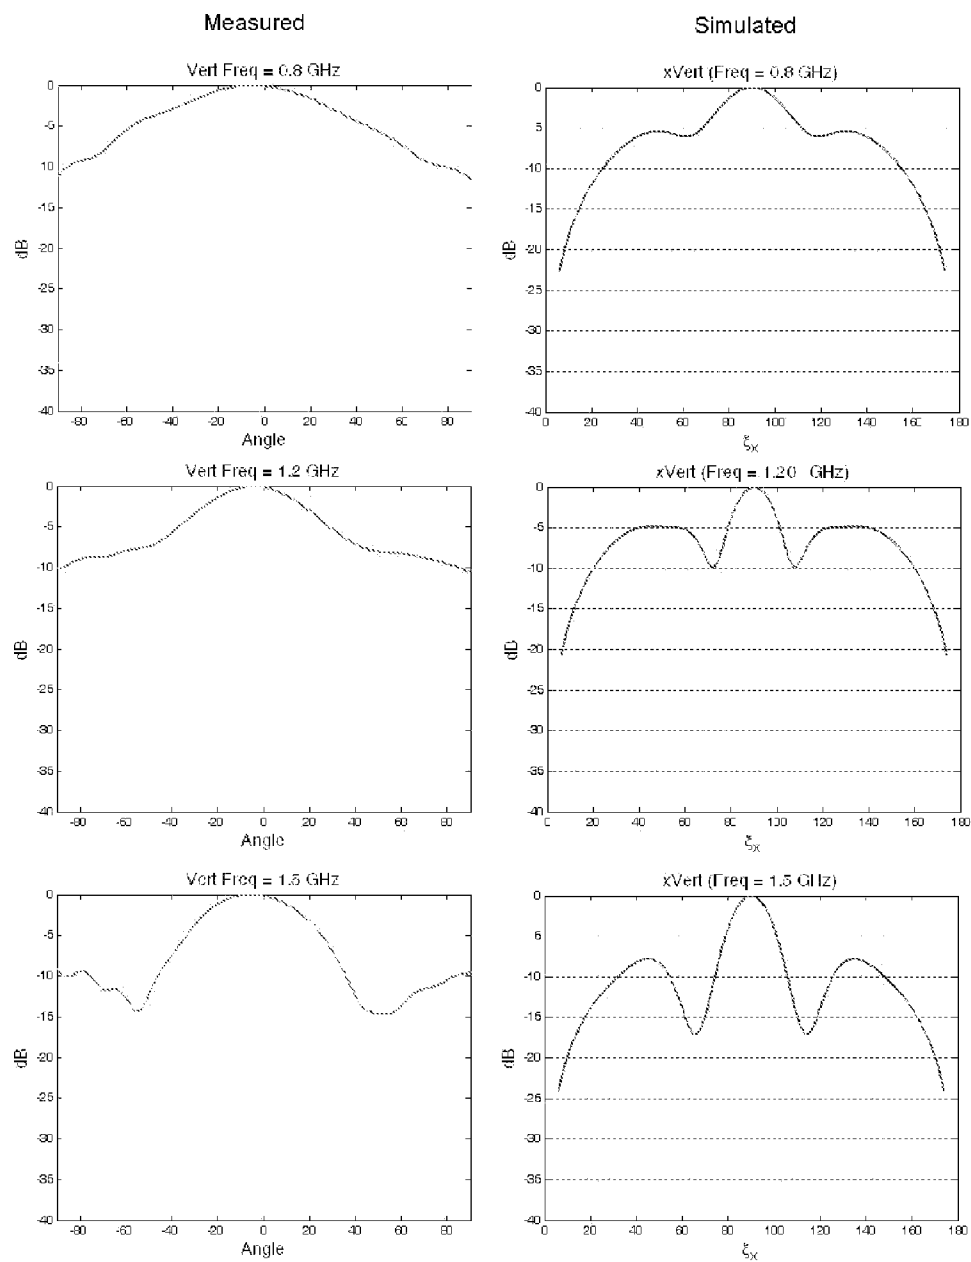 Measured
Simulated
Vert Freq = 0.8 GHz
0
-5
-10
-15
-20
-25
-30
-35
-40
dB
-80 -60 -40 -20 0 20 40 60 80
Angle
xVert (Freq = 0.8 GHz)
0
5
-10
-15
-20
-25
-30
-35
-40
dB
0 20 40 60 80 100 120 140 160 180
ξx
Vert Freq = 1.2 GHz
0
-5
-10
-15
-20
-25
-30
-35
-40
dB
-80 -60 -40 -20 0 20 40 60 80
Angle
xVert (Freq = 1.20 GHz)
0
-5
-10
-15
-20
-25
-30
-35
-40
dB
0 20 40 60 80 100 120 140 160 180
ξx
Vert Freq = 1.5 GHz
0
-5
-10
-15
-20
-25
-30
-35
-40
dB
-80 -60 -40 -20 0 20 40 60 80
Angle
xVert (Freq = 1.5 GHz)
0
5
-10
-15
-20
-25
-30
-35
-40
dB
0 20 40 60 80 100 120 140 160 180
ξx